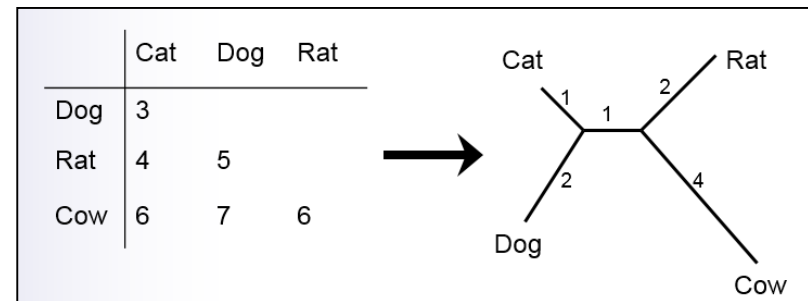 Cat Dog Rat
Dog 3
Rat 4 5
Cow 6 7 6
Cat
Rat
1
1
2
2
4
Dog
Cow